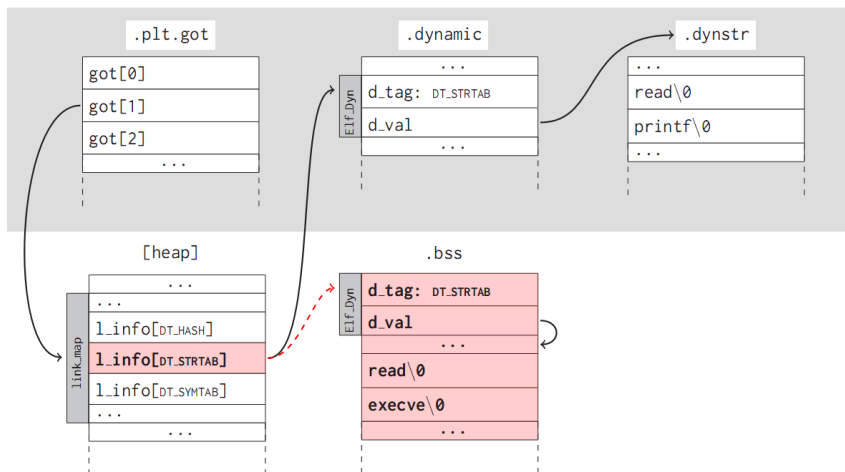 .plt.got
got[0]
got[1]
got[2]
...
.dynamic
...
Elf_Dyn
d_tag: DT_STRTAB
d_val
...
.dynstr
...
read\0
printf\0
...
[heap]
...
link_map
...
l_info[DT_HASH]
l_info[DT_STRTAB]
l_info[DT_SYMTAB]
...
...
.bss
Elf_Dyn
d_tag: DT_STRTAB
d_val
...
read\0
execve\0
...